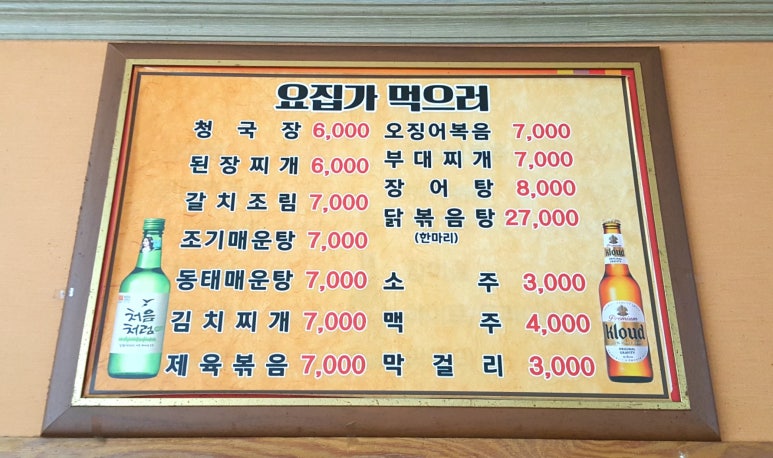 요집가 먹으러
청국장 6,000
된장찌개 6,000
갈치조림 7,000
조기매운탕 7,000
동태매운탕 7,000
김치찌개 7,000
제육볶음 7,000
오징어볶음 7,000
부대찌개 7,000
장어탕 8,000
닭볶음탕 27,000
(한마리)
소주 3,000
맥주 4,000
막걸리 3,000
처음
처럼
Premium
Kloud
ORIGINAL
GRAVITY